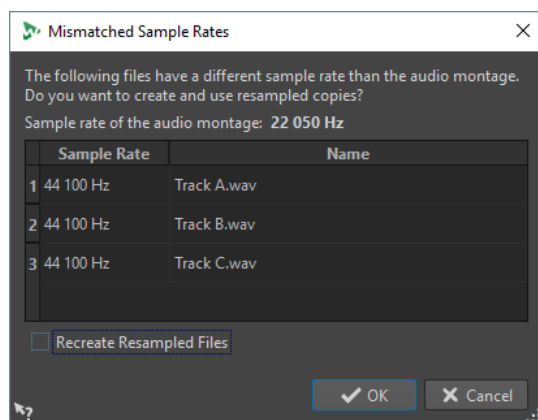 Mismatched Sample Rates
The following files have a different sample rate than the audio montage.
Do you want to create and use resampled copies?
Sample rate of the audio montage: 22 050 Hz
Sample Rate Name
1 44 100 Hz Track A.wav
2 44 100 Hz Track B.wav
3 44 100 Hz Track C.wav
Recreate Resampled Files
OK Cancel
?